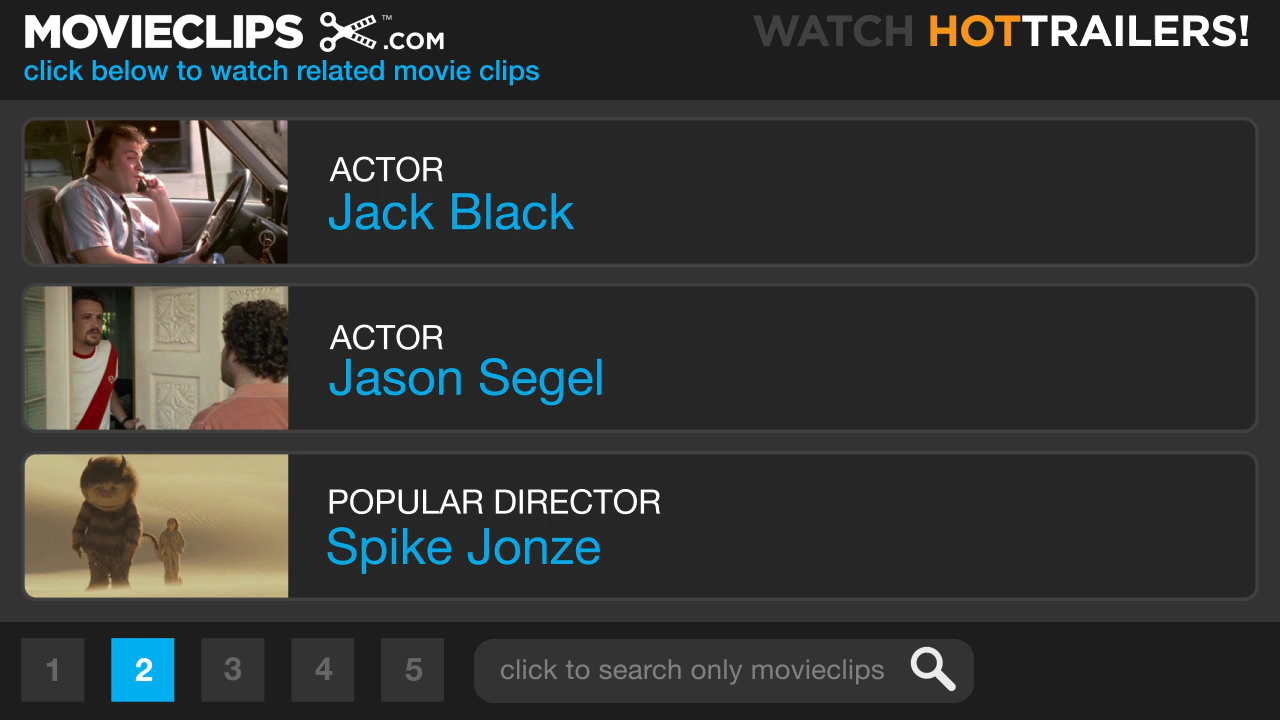 MOVIECLIPS ™ .COM
WATCH HOTTRAILERS!
click below to watch related movie clips
ACTOR
Jack Black
ACTOR
Jason Segel
POPULAR DIRECTOR
Spike Jonze
1 2 3 4 5 click to search only movieclips